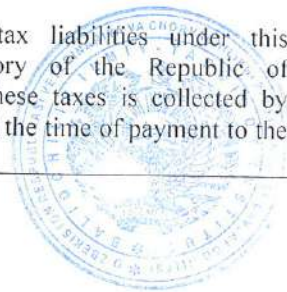 tax liabilities under this
ory of the Republic of
nese taxes is collected by
the time of payment to the